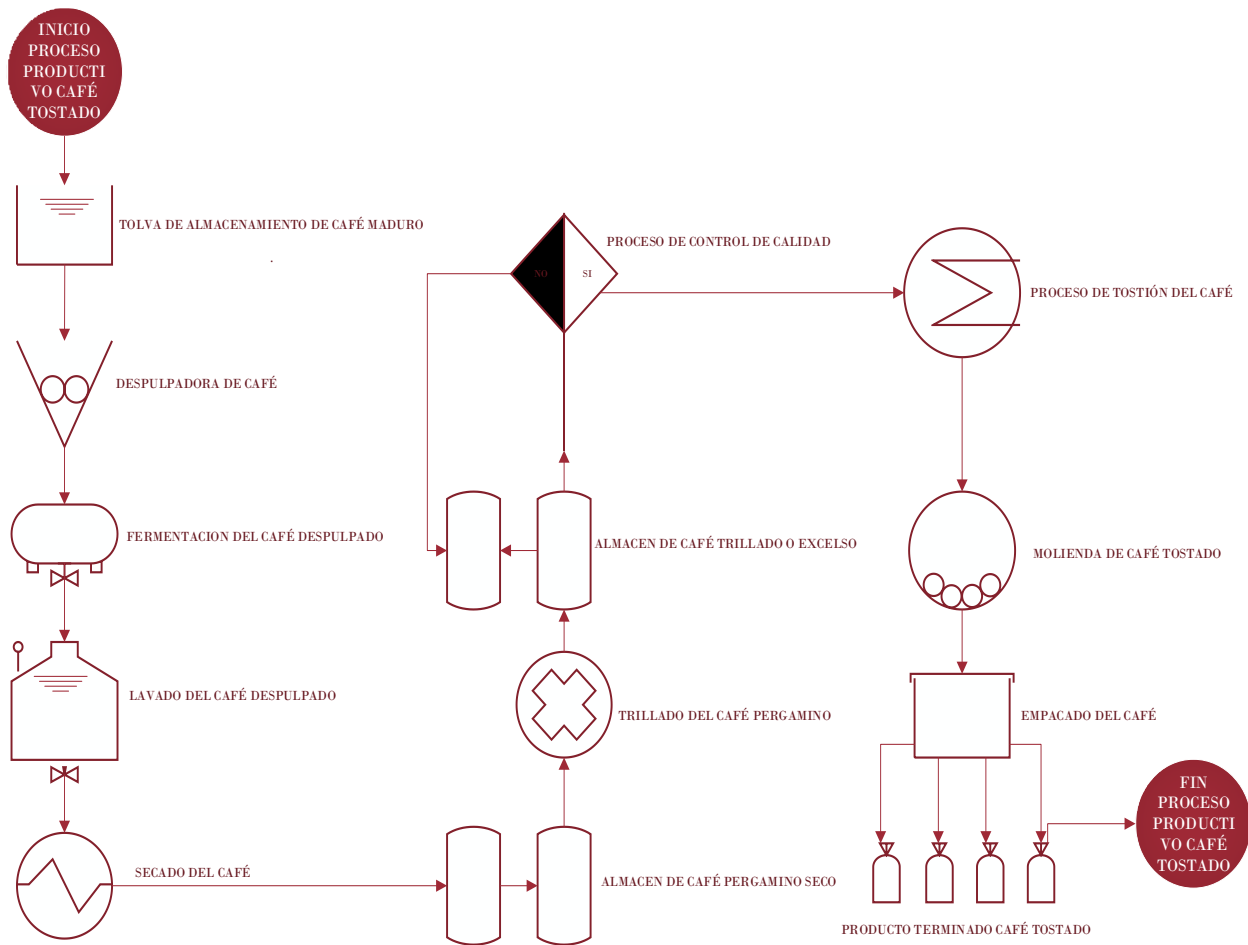 INICIO
PROCESO
PRODUCTI
VO CAFÉ
TOSTADO
TOLVA DE ALMACENAMIENTO DE CAFÉ MADURO
DESPULPADORA DE CAFÉ
FERMENTACION DEL CAFÉ DESPULPADO
LAVADO DEL CAFÉ DESPULPADO
SECADO DEL CAFÉ
ALMACEN DE CAFÉ PERGAMINO SECO
TRILLADO DEL CAFÉ PERGAMINO
ALMACEN DE CAFÉ TRILLADO O EXCELSO
PROCESO DE CONTROL DE CALIDAD
NO
SI
PROCESO DE TOSTIÓN DEL CAFÉ
MOLIENDA DE CAFÉ TOSTADO
EMPACADO DEL CAFÉ
PRODUCTO TERMINADO CAFÉ TOSTADO
FIN
PROCESO
PRODUCTI
VO CAFÉ
TOSTADO